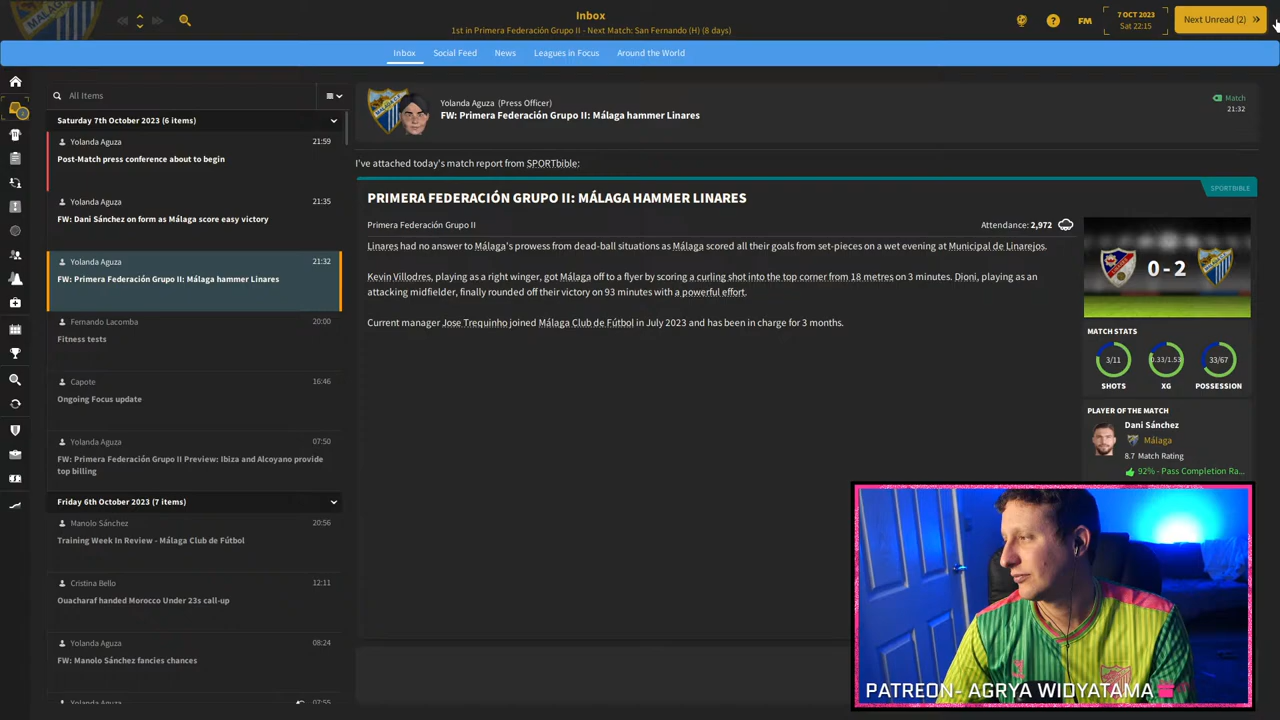 Inbox
1st in Primera Federación Grupo II - Next Match: San Fernando (H) (8 days)
FM
7 OCT 2023
Sat 22:15
Next Unread (2)
Inbox
Social Feed
News
Leagues in Focus
Around the World
All Items
Saturday 7th October 2023 (6 items)
Yolanda Aguza
21:59
Post-Match press conference about to begin
Yolanda Aguza
21:35
FW: Dani Sánchez on form as Málaga score easy victory
Yolanda Aguza
21:32
FW: Primera Federación Grupo II: Málaga hammer Linares
Fernando Lacomba
20:00
Fitness tests
Capote
16:46
Ongoing Focus update
Yolanda Aguza
07:50
FW: Primera Federación Grupo II Preview: Ibiza and Alcoyano provide
top billing
Friday 6th October 2023 (7 items)
Manolo Sánchez
20:56
Training Week In Review - Málaga Club de Fútbol
Cristina Bello
12:11
Ouacharaf handed Morocco Under 23s call-up
Yolanda Aguza
08:24
FW: Manolo Sánchez fancies chances
Yolanda Aguza
07:55
Yolanda Aguza (Press Officer)
FW: Primera Federación Grupo II: Málaga hammer Linares
Match
21:32
I've attached today's match report from SPORTbible:
SPORTBIBLE
PRIMERA FEDERACIÓN GRUPO II: MÁLAGA HAMMER LINARES
Primera Federación Grupo II
Attendance: 2,972
Linares had no answer to Málaga's prowess from dead-ball situations as Málaga scored all their goals from set-pieces on a wet evening at Municipal de Linarejos.
Kevin Villodres, playing as a right winger, got Málaga off to a flyer by scoring a curling shot into the top corner from 18 metres on 3 minutes. Dioni, playing as an
attacking midfielder, finally rounded off their victory on 93 minutes with a powerful effort.
Current manager Jose Trequinho joined Málaga Club de Fútbol in July 2023 and has been in charge for 3 months.
0-2
MATCH STATS
3/11
0.33/1.53
33/67
SHOTS
XG
POSSESSION
PLAYER OF THE MATCH
Dani Sánchez
Málaga
8.7 Match Rating
92% - Pass Completion Ra...
PATREON- AGRYA WIDYATAMA